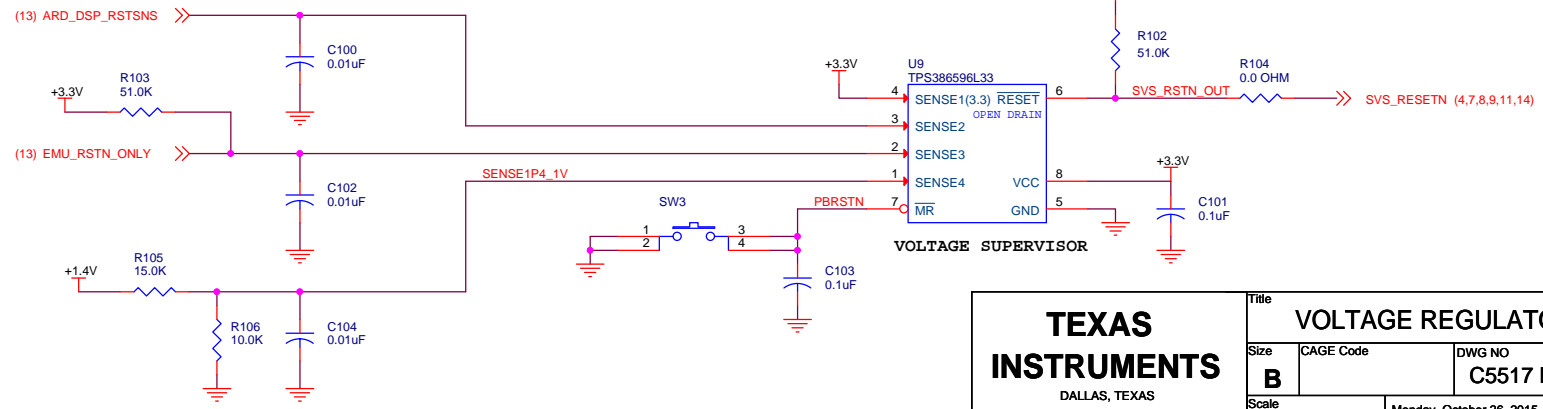 (13) ARD_DSP_RSTSNS
C100
0.01uF
R103
51.0K
+3.3V
(13) EMU_RSTN_ONLY
C102
0.01uF
SENSE1P4_1V
R105
15.0K
+1.4V
R106
10.0K
C104
0.01uF
SW3
1
2
3
4
PBRSTN
C103
0.1uF
+3.3V
U9
TPS386596L33
4
SENSE1(3.3)
RESET
6
OPEN DRAIN
3
SENSE2
2
SENSE3
1
SENSE4
VCC
8
7
MR
GND
5
VOLTAGE SUPERVISOR
R102
51.0K
SVS_RSTN_OUT
R104
0.0 OHM
SVS_RESETN (4,7,8,9,11,14)
+3.3V
C101
0.1uF
TEXAS
INSTRUMENTS
DALLAS, TEXAS
Title
VOLTAGE REGULATO
Size
B
CAGE Code
DWG NO
C5517
Scale
Monday, October 26, 2015